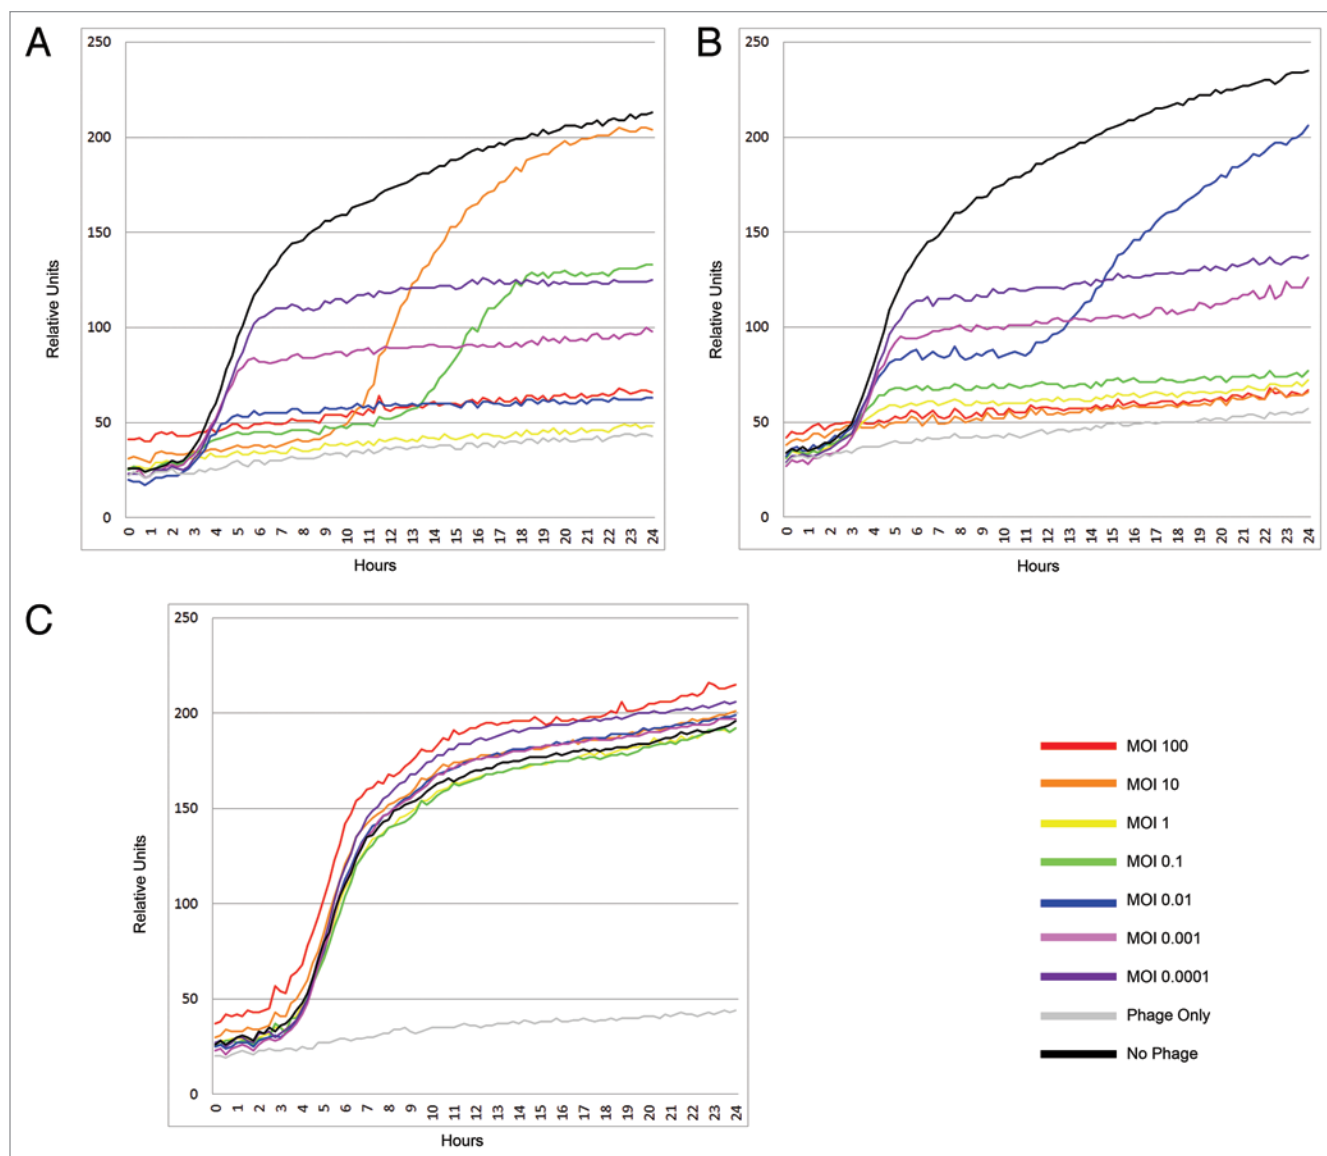 A
B
250
200
150
100
50
0
Relative Units
0 1 2 3 4 5 6 7 8 9 10 11 12 13 14 15 16 17 18 19 20 21 22 23 24
Hours
250
200
150
100
50
0
Relative Units
0 1 2 3 4 5 6 7 8 9 10 11 12 13 14 15 16 17 18 19 20 21 22 23 24
Hours
C
250
200
150
100
50
0
Relative Units
0 1 2 3 4 5 6 7 8 9 10 11 12 13 14 15 16 17 18 19 20 21 22 23 24
Hours
MOI 100
MOI 10
MOI 1
MOI 0.1
MOI 0.01
MOI 0.001
MOI 0.0001
Phage Only
No Phage